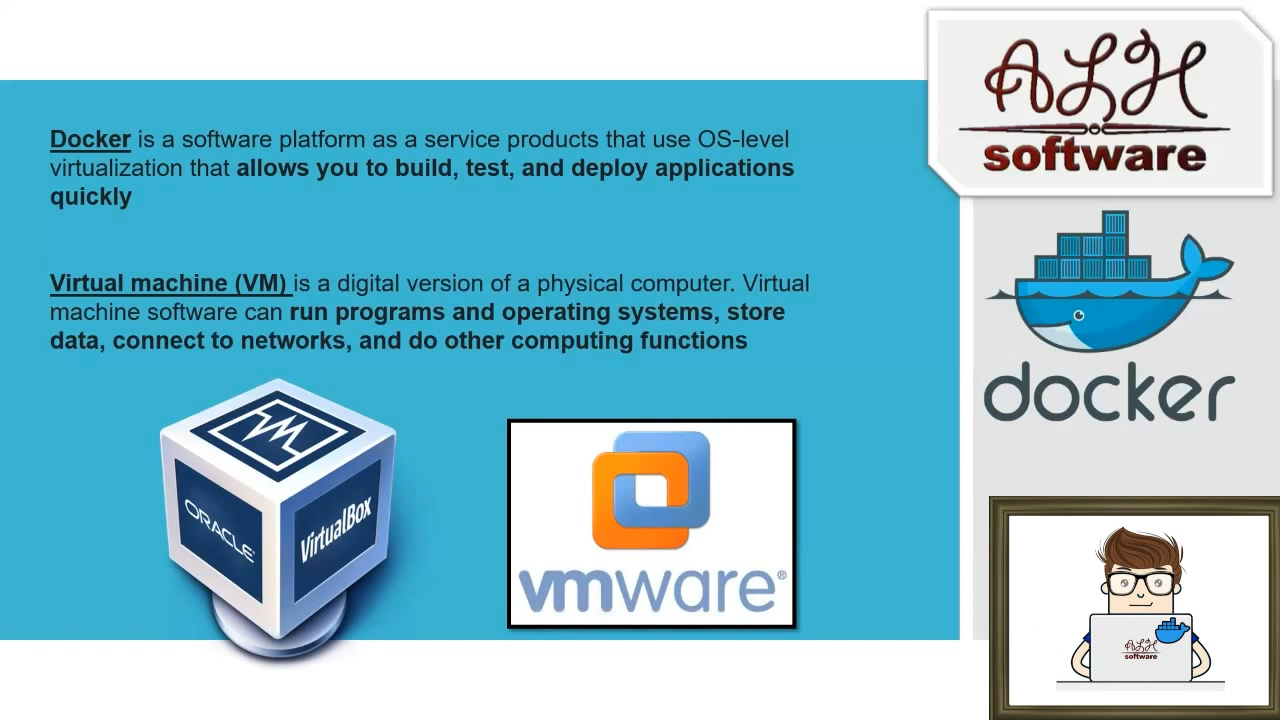 ALH
software
Docker is a software platform as a service products that use OS-level
virtualization that allows you to build, test, and deploy applications
quickly
Virtual machine (VM) is a digital version of a physical computer. Virtual
machine software can run programs and operating systems, store
data, connect to networks, and do other computing functions
docker
ORACLE
VirtualBox
vmware®
ALH
software